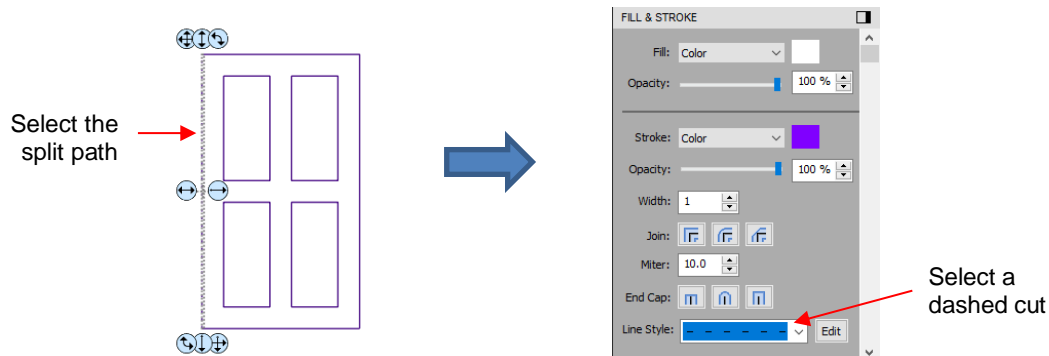 Select the
split path
FILL & STROKE
Fill: Color
Opacity: 100 %
Stroke: Color
Opacity: 100 %
Width: 1
Join:
Miter: 10.0
End Cap:
Line Style: Edit
Select a
dashed cut